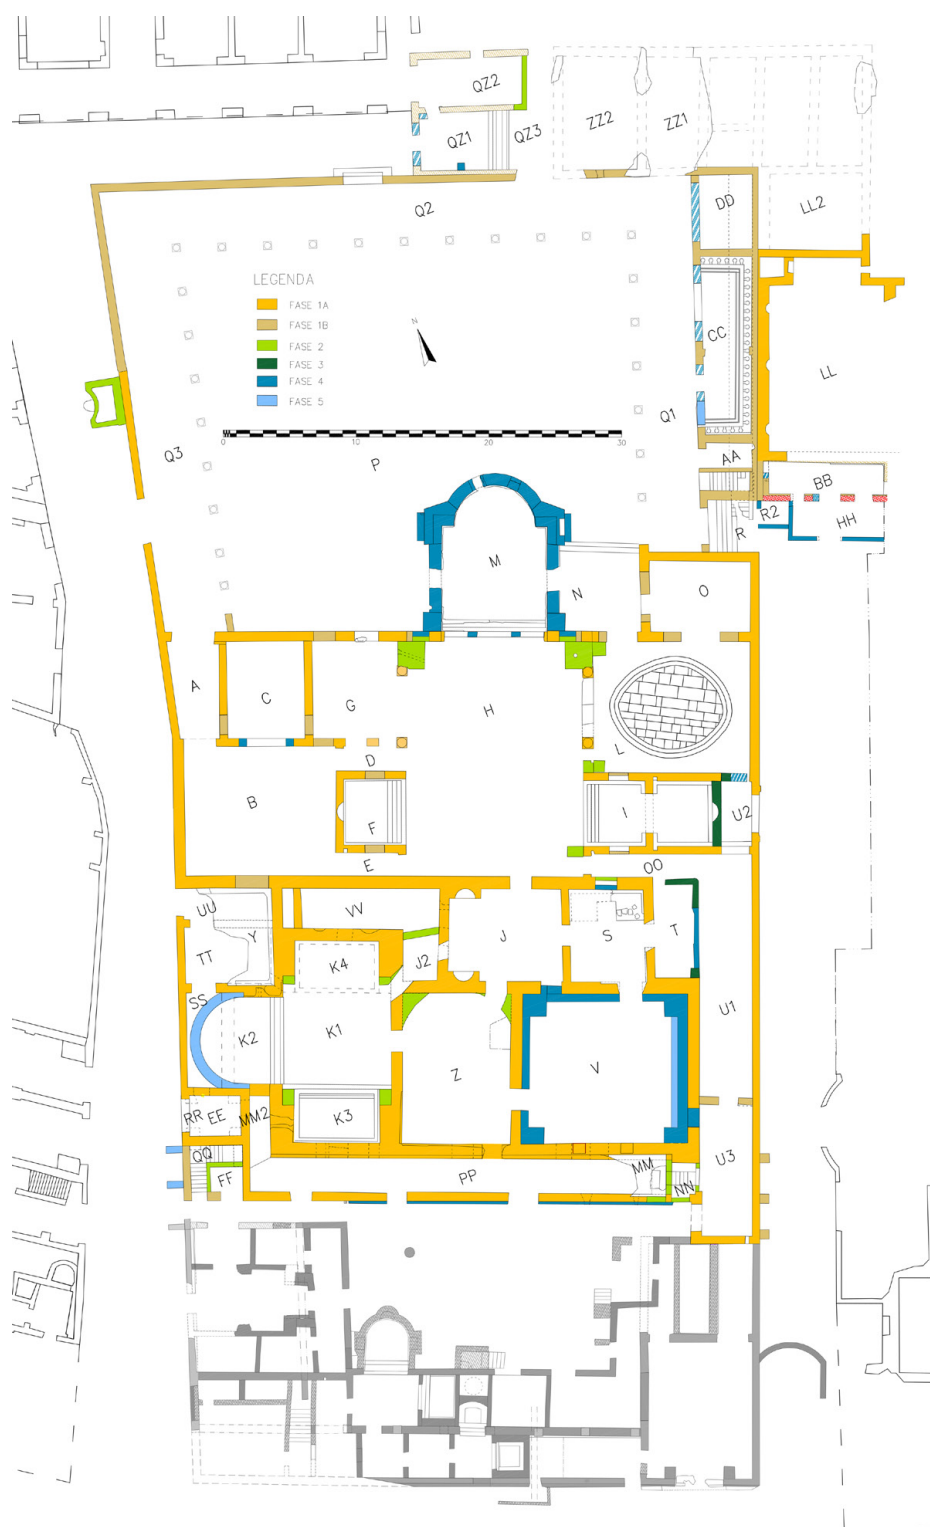 QZ2
QZ1
QZ3
ZZ2
ZZ1
DD
LL2
Q2
LEGENDA
FASE 1A
FASE 1B
FASE 2
FASE 3
FASE 4
FASE 5
N
CC
LL
Q1
0
10
20
30
Q3
P
AA
BB
R2
HH
R
M
N
O
A
C
G
H
L
D
B
F
I
U2
E
OO
UU
VV
Y
TT
K4
J2
J
S
T
SS
K2
K1
Z
V
U1
RR
EE
MM2
K3
QQ
FF
PP
MM
NN
U3